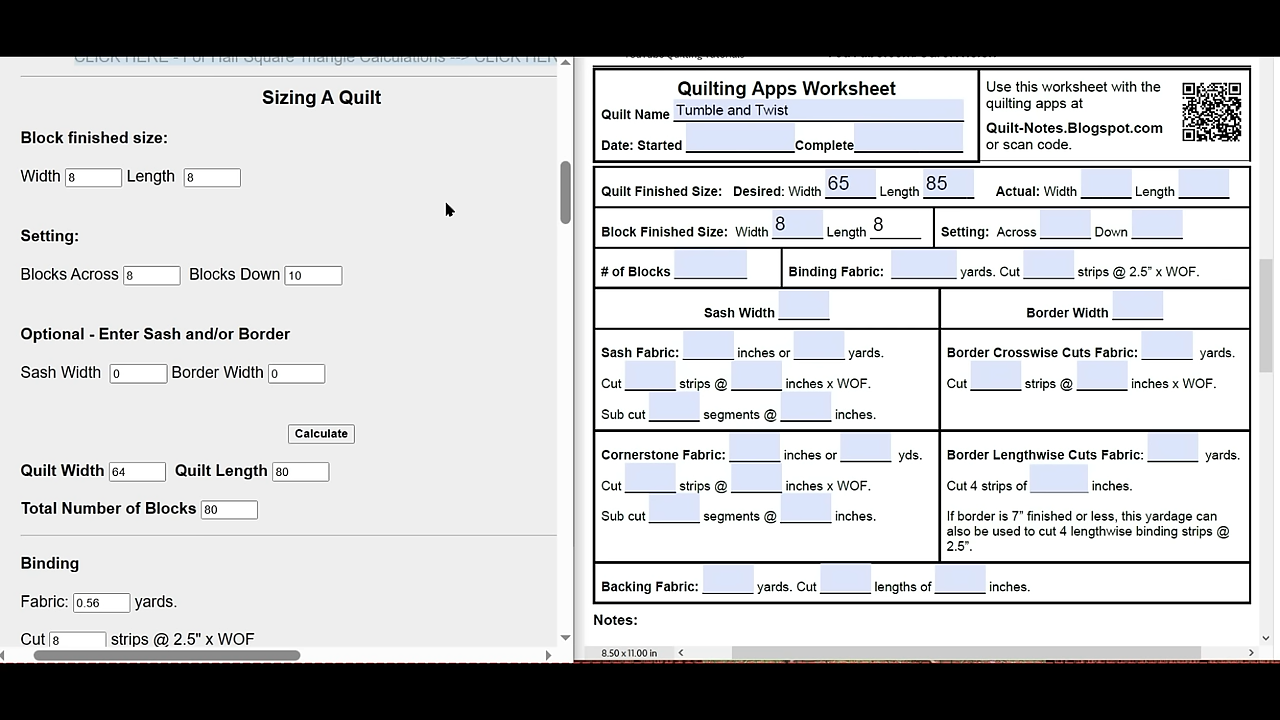 CLICK HERE - For Half Square Triangle Calculations --> CLICK HER
Sizing A Quilt
Block finished size:
Width 8 Length 8
Setting:
Blocks Across 8 Blocks Down 10
Optional - Enter Sash and/or Border
Sash Width 0 Border Width 0
Calculate
Quilt Width 64 Quilt Length 80
Total Number of Blocks 80
Binding
Fabric: 0.56 yards.
Cut 8 strips @ 2.5" x WOF
Quilting Apps Worksheet
Quilt Name Tumble and Twist
Date: Started Complete
Use this worksheet with the
quilting apps at
Quilt-Notes.Blogspot.com
or scan code.
Quilt Finished Size: Desired: Width 65 Length 85 Actual: Width Length
Block Finished Size: Width 8 Length 8 Setting: Across Down
# of Blocks Binding Fabric: yards. Cut strips @ 2.5” x WOF.
Sash Width Border Width
Sash Fabric: inches or yards.
Cut strips @ inches x WOF.
Sub cut segments @ inches.
Border Crosswise Cuts Fabric: yards.
Cut strips @ inches x WOF.
Cornerstone Fabric: inches or yds.
Cut strips @ inches x WOF.
Sub cut segments @ inches.
Border Lengthwise Cuts Fabric: yards.
Cut 4 strips of inches.
If border is 7” finished or less, this yardage can
also be used to cut 4 lengthwise binding strips @
2.5”.
Backing Fabric: yards. Cut lengths of inches.
Notes:
8.50 x 11.00 in